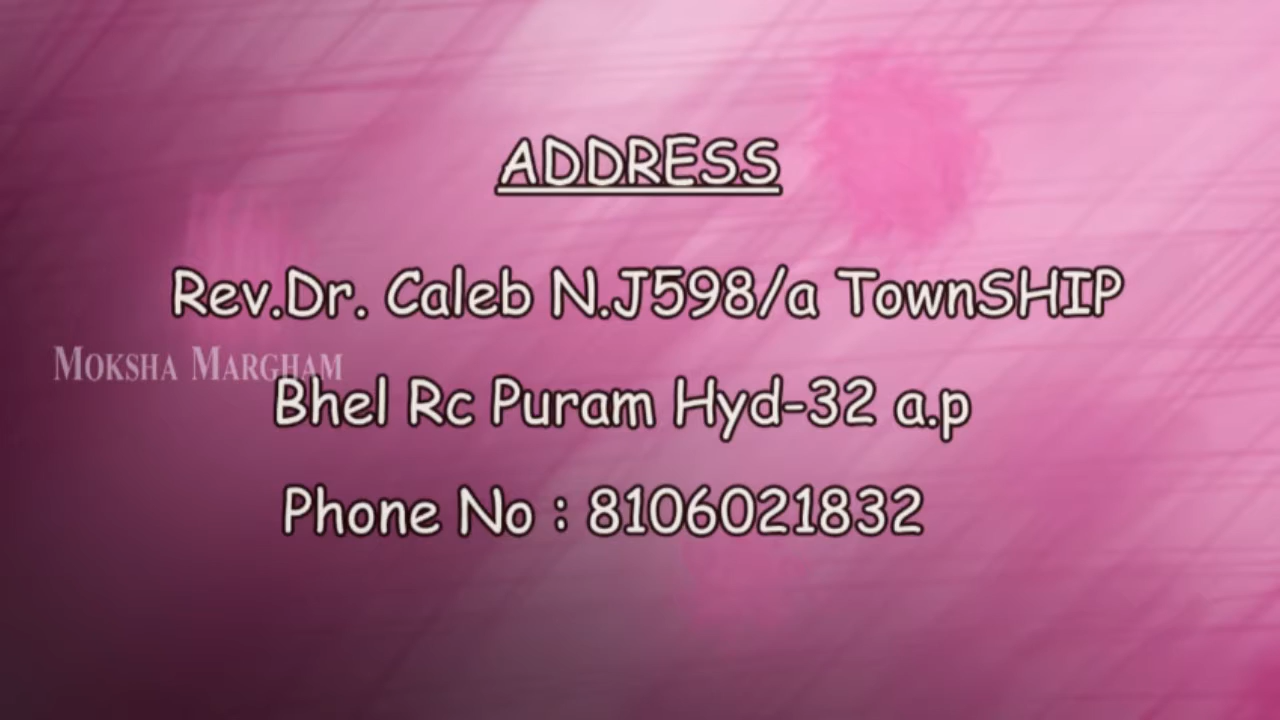 ADDRESS
Rev.Dr. Caleb N.J598/a TownSHIP
MOKSHA MARGHAM
Bhel Rc Puram Hyd-32 a.p
Phone No : 8106021832